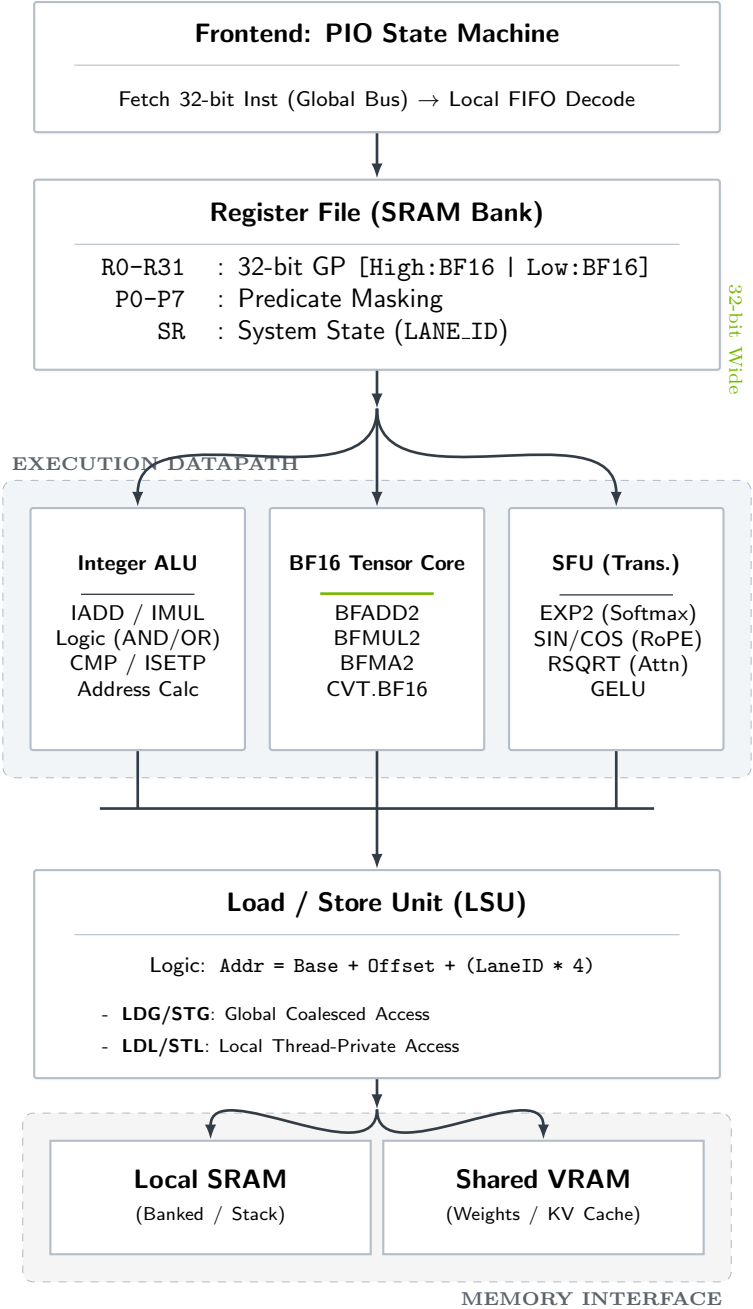 Frontend: PIO State Machine
Fetch 32-bit Inst (Global Bus) → Local FIFO Decode
Register File (SRAM Bank)
R0-R31 : 32-bit GP [High:BF16 | Low:BF16]
P0-P7 : Predicate Masking
SR : System State (LANE_ID)
32-bit Wide
EXECUTION DATAPATH
Integer ALU
IADD / IMUL
Logic (AND/OR)
CMP / ISETP
Address Calc
BF16 Tensor Core
BFADD2
BFMUL2
BFMA2
CVT.BF16
SFU (Trans.)
EXP2 (Softmax)
SIN/COS (RoPE)
RSQRT (Attn)
GELU
Load / Store Unit (LSU)
Logic: Addr = Base + Offset + (LaneID * 4)
- LDG/STG: Global Coalesced Access
- LDL/STL: Local Thread-Private Access
Local SRAM
(Banked / Stack)
Shared VRAM
(Weights / KV Cache)
MEMORY INTERFACE